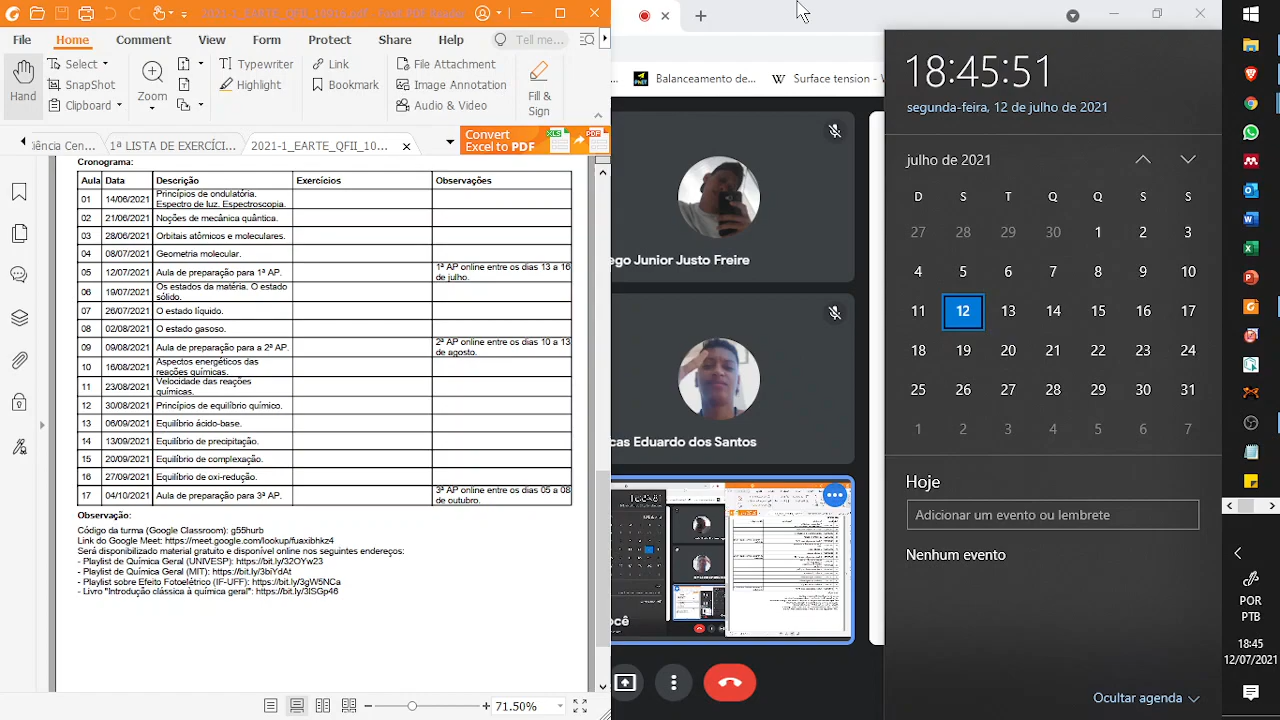 2021-1_EARTE_QFII_10914.pdf - Foxit PDF Reader
File Home Comment View Form Protect Share Help Tell me...
Hand
Select
SnapShot
Clipboard
Zoom
Typewriter
Highlight
Link
Bookmark
File Attachment
Image Annotation
Audio & Video
Fill &
Sign
1ª LISTA DE EXERCÍCI...
2021-1_EARTE_QFII_10...
Convert
Excel to PDF
XLS
PDF
Cronograma:
Aula Data Descrição Exercícios Observações
01 14/06/2021 Princípios de ondulatória.
Espectro de luz. Espectroscopia.
02 21/06/2021 Noções de mecânica quântica.
03 28/06/2021 Orbitais atômicos e moleculares.
04 08/07/2021 Geometria molecular.
05 12/07/2021 Aula de preparação para 1ª AP. 1ª AP online entre os dias 13 a 16
de julho.
06 19/07/2021 Os estados da matéria. O estado
sólido.
07 26/07/2021 O estado líquido.
08 02/08/2021 O estado gasoso.
09 09/08/2021 Aula de preparação para a 2ª AP. 2ª AP online entre os dias 10 a 13
de agosto.
10 16/08/2021 Aspectos energéticos das
reações químicas.
11 23/08/2021 Velocidade das reações
químicas.
12 30/08/2021 Princípios de equilíbrio químico.
13 06/09/2021 Equilíbrio ácido-base.
14 13/09/2021 Equilíbrio de precipitação.
15 20/09/2021 Equilíbrio de complexação.
16 27/09/2021 Equilíbrio de oxi-redução.
17 04/10/2021 Aula de preparação para 3ª AP. 3ª AP online entre os dias 05 a 08
de outubro.
Observação:
Código da turma (Google Classroom): g55hurb
Link do Google Meet: https://meet.google.com/lookup/fuaxibhkz4
Será disponibilizado material gratuito e disponível online nos seguintes endereços:
- Playlist de Química Geral (UNIVESP): https://bit.ly/32OYw23
- Playlist de Química Geral (MIT): https://bit.ly/3biYdAt
- Playlist sobre Efeito Fotoelétrico (IF-UFF): https://bit.ly/3gW5NCa
- Livro "Introdução clássica à química geral": https://bit.ly/3lSGp46
71.50%
Balanceamento de...
Surface tension - W
ego Junior Justo Freire
cas Eduardo dos Santos
ocê
18:45:51
segunda-feira, 12 de julho de 2021
julho de 2021
D S T Q Q S S
27 28 29 30 1 2 3
4 5 6 7 8 9 10
11 12 13 14 15 16 17
18 19 20 21 22 23 24
25 26 27 28 29 30 31
1 2 3 4 5 6 7
Hoje
Adicionar um evento ou lembrete
Nenhum evento
Ocultar agenda
POR
PTB
18:45
12/07/2021